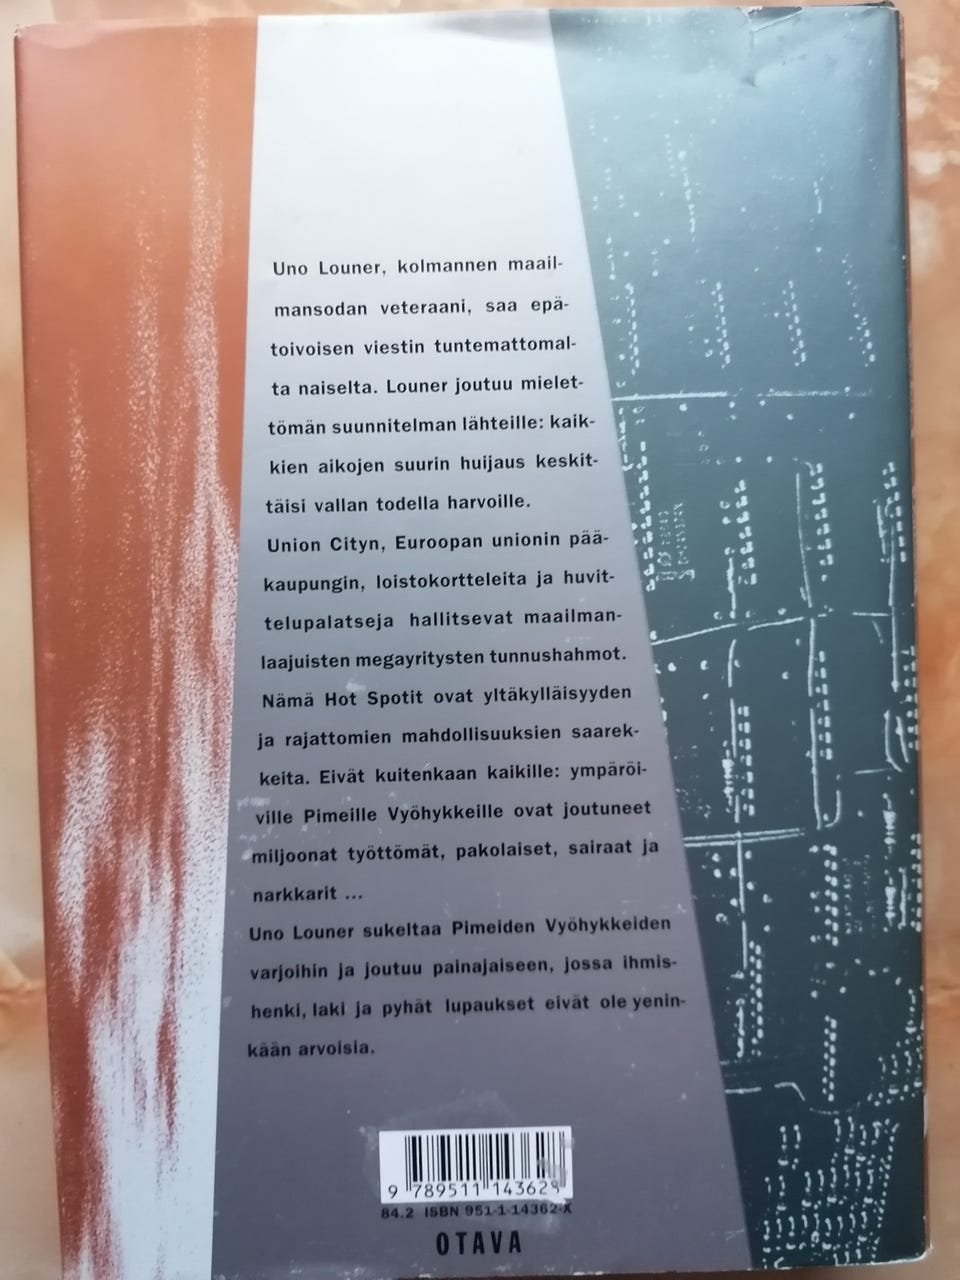 Uno Louner, kolmannen maail-
mansodan veteraani, saa epä-
toivoisen viestin tuntemattomal-
ta naiselta. Louner joutuu mielet-
tömän suunnitelman lähteille: kaik-
kien aikojen suurin huijaus keskit-
täisi vallan todella harvoille.
Union Cityn, Euroopan unionin pää-
kaupungin, loistokortteleita ja huvit-
telupalatseja hallitsevat maailman-
laajuisten megayritysten tunnushahmot.
Nämä Hot Spotit ovat yltäkylläisyyden
ja rajattomien mahdollisuuksien saarek-
keita. Eivät kuitenkaan kaikille: ympäröi-
ville Pimeille Vyöhykkeille ovat joutuneet
miljoonat työttömät, pakolaiset, sairaat ja
narkkarit ...
Uno Louner sukeltaa Pimeiden Vyöhykkeiden
varjoihin ja joutuu painajaiseen, jossa ihmis-
henki, laki ja pyhät lupaukset eivät ole yenin-
kään arvoisia.
9 789511 143628
84.2 ISBN 951-1-14362-X
OTAVA